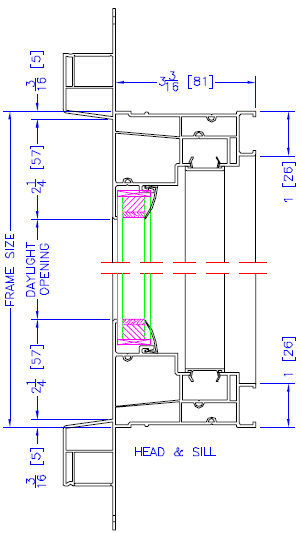 3/16 [5]
3 3/16 [81]
2 1/4 [57]
1 [26]
FRAME SIZE
DAYLIGHT
OPENING
2 1/4 [57]
1 [26]
3/16 [5]
HEAD & SILL